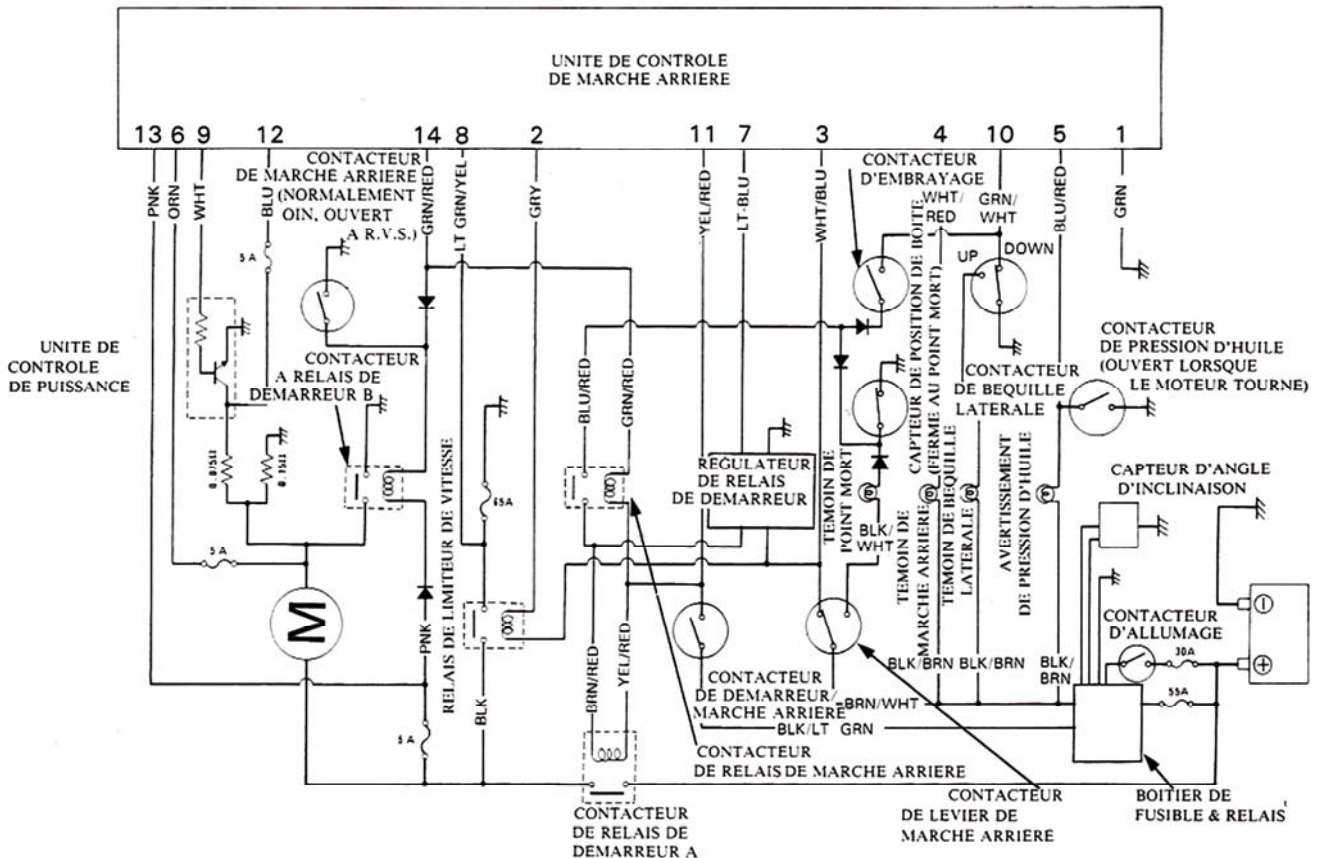 UNITE DE CONTROLE
DE MARCHE ARRIERE
13 6 9 12 14 8 2 11 7 3 4 10 5 1
PNK
ORN
WHT
BLU
GRN/RED
LT GRN/YEL
GRY
YEL/RED
LT-BLU
WHT/BLU
WHT/
RED
GRN/
WHT
BLU/RED
GRN
CONTACTEUR
DE MARCHE ARRIERE
(NORMALEMENT
OIN, OUVERT
A R.V.S.)
CONTACTEUR
D'EMBRAYAGE
5 A
UP
DOWN
UNITE DE
CONTROLE
DE PUISSANCE
CONTACTEUR
A RELAIS DE
DEMARREUR B
0.075Ω
0.15Ω
5 A
M
PNK
5 A
RELAIS DE LIMITEUR DE VITESSE
65A
BLK
BLU/RED
GRN/RED
BRN/RED
YEL/RED
REGULATEUR
DE RELAIS
DE DEMARREUR
TEMOIN DE
POINT MORT
BLK/
WHT
CAPTEUR DE POSITION DE BOITE
(FERME AU POINT MORT)
TEMOIN DE
MARCHE ARRIERE
TEMOIN DE BEQUILLE
LATERALE
AVERTISSEMENT
DE PRESSION D'HUILE
CONTACTEUR
DE BEQUILLE
LATERALE
CONTACTEUR
DE PRESSION D'HUILE
(OUVERT LORSQUE
LE MOTEUR TOURNE)
CAPTEUR D'ANGLE
D'INCLINAISON
CONTACTEUR
D'ALLUMAGE
30A
55A
⊖
⊕
BLK/BRN
BLK/BRN
BLK/
BRN
BRN/WHT
BLK/LT GRN
CONTACTEUR
DE DEMARREUR/
MARCHE ARRIERE
CONTACTEUR
DE RELAIS DE MARCHE ARRIERE
CONTACTEUR
DE RELAIS DE
DEMARREUR A
CONTACTEUR
DE LEVIER DE
MARCHE ARRIERE
BOITIER DE
FUSIBLE & RELAIS